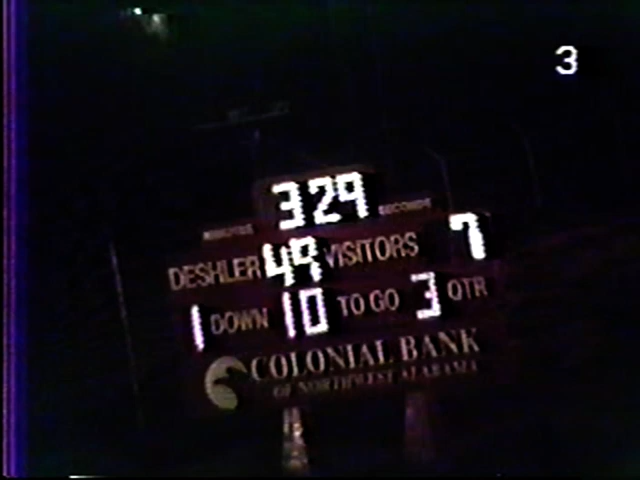 3
3 29
MINUTES SECONDS
DESHLER 49 VISITORS 7
1 DOWN 10 TO GO 3 QTR
COLONIAL BANK
OF NORTHWEST ALABAMA